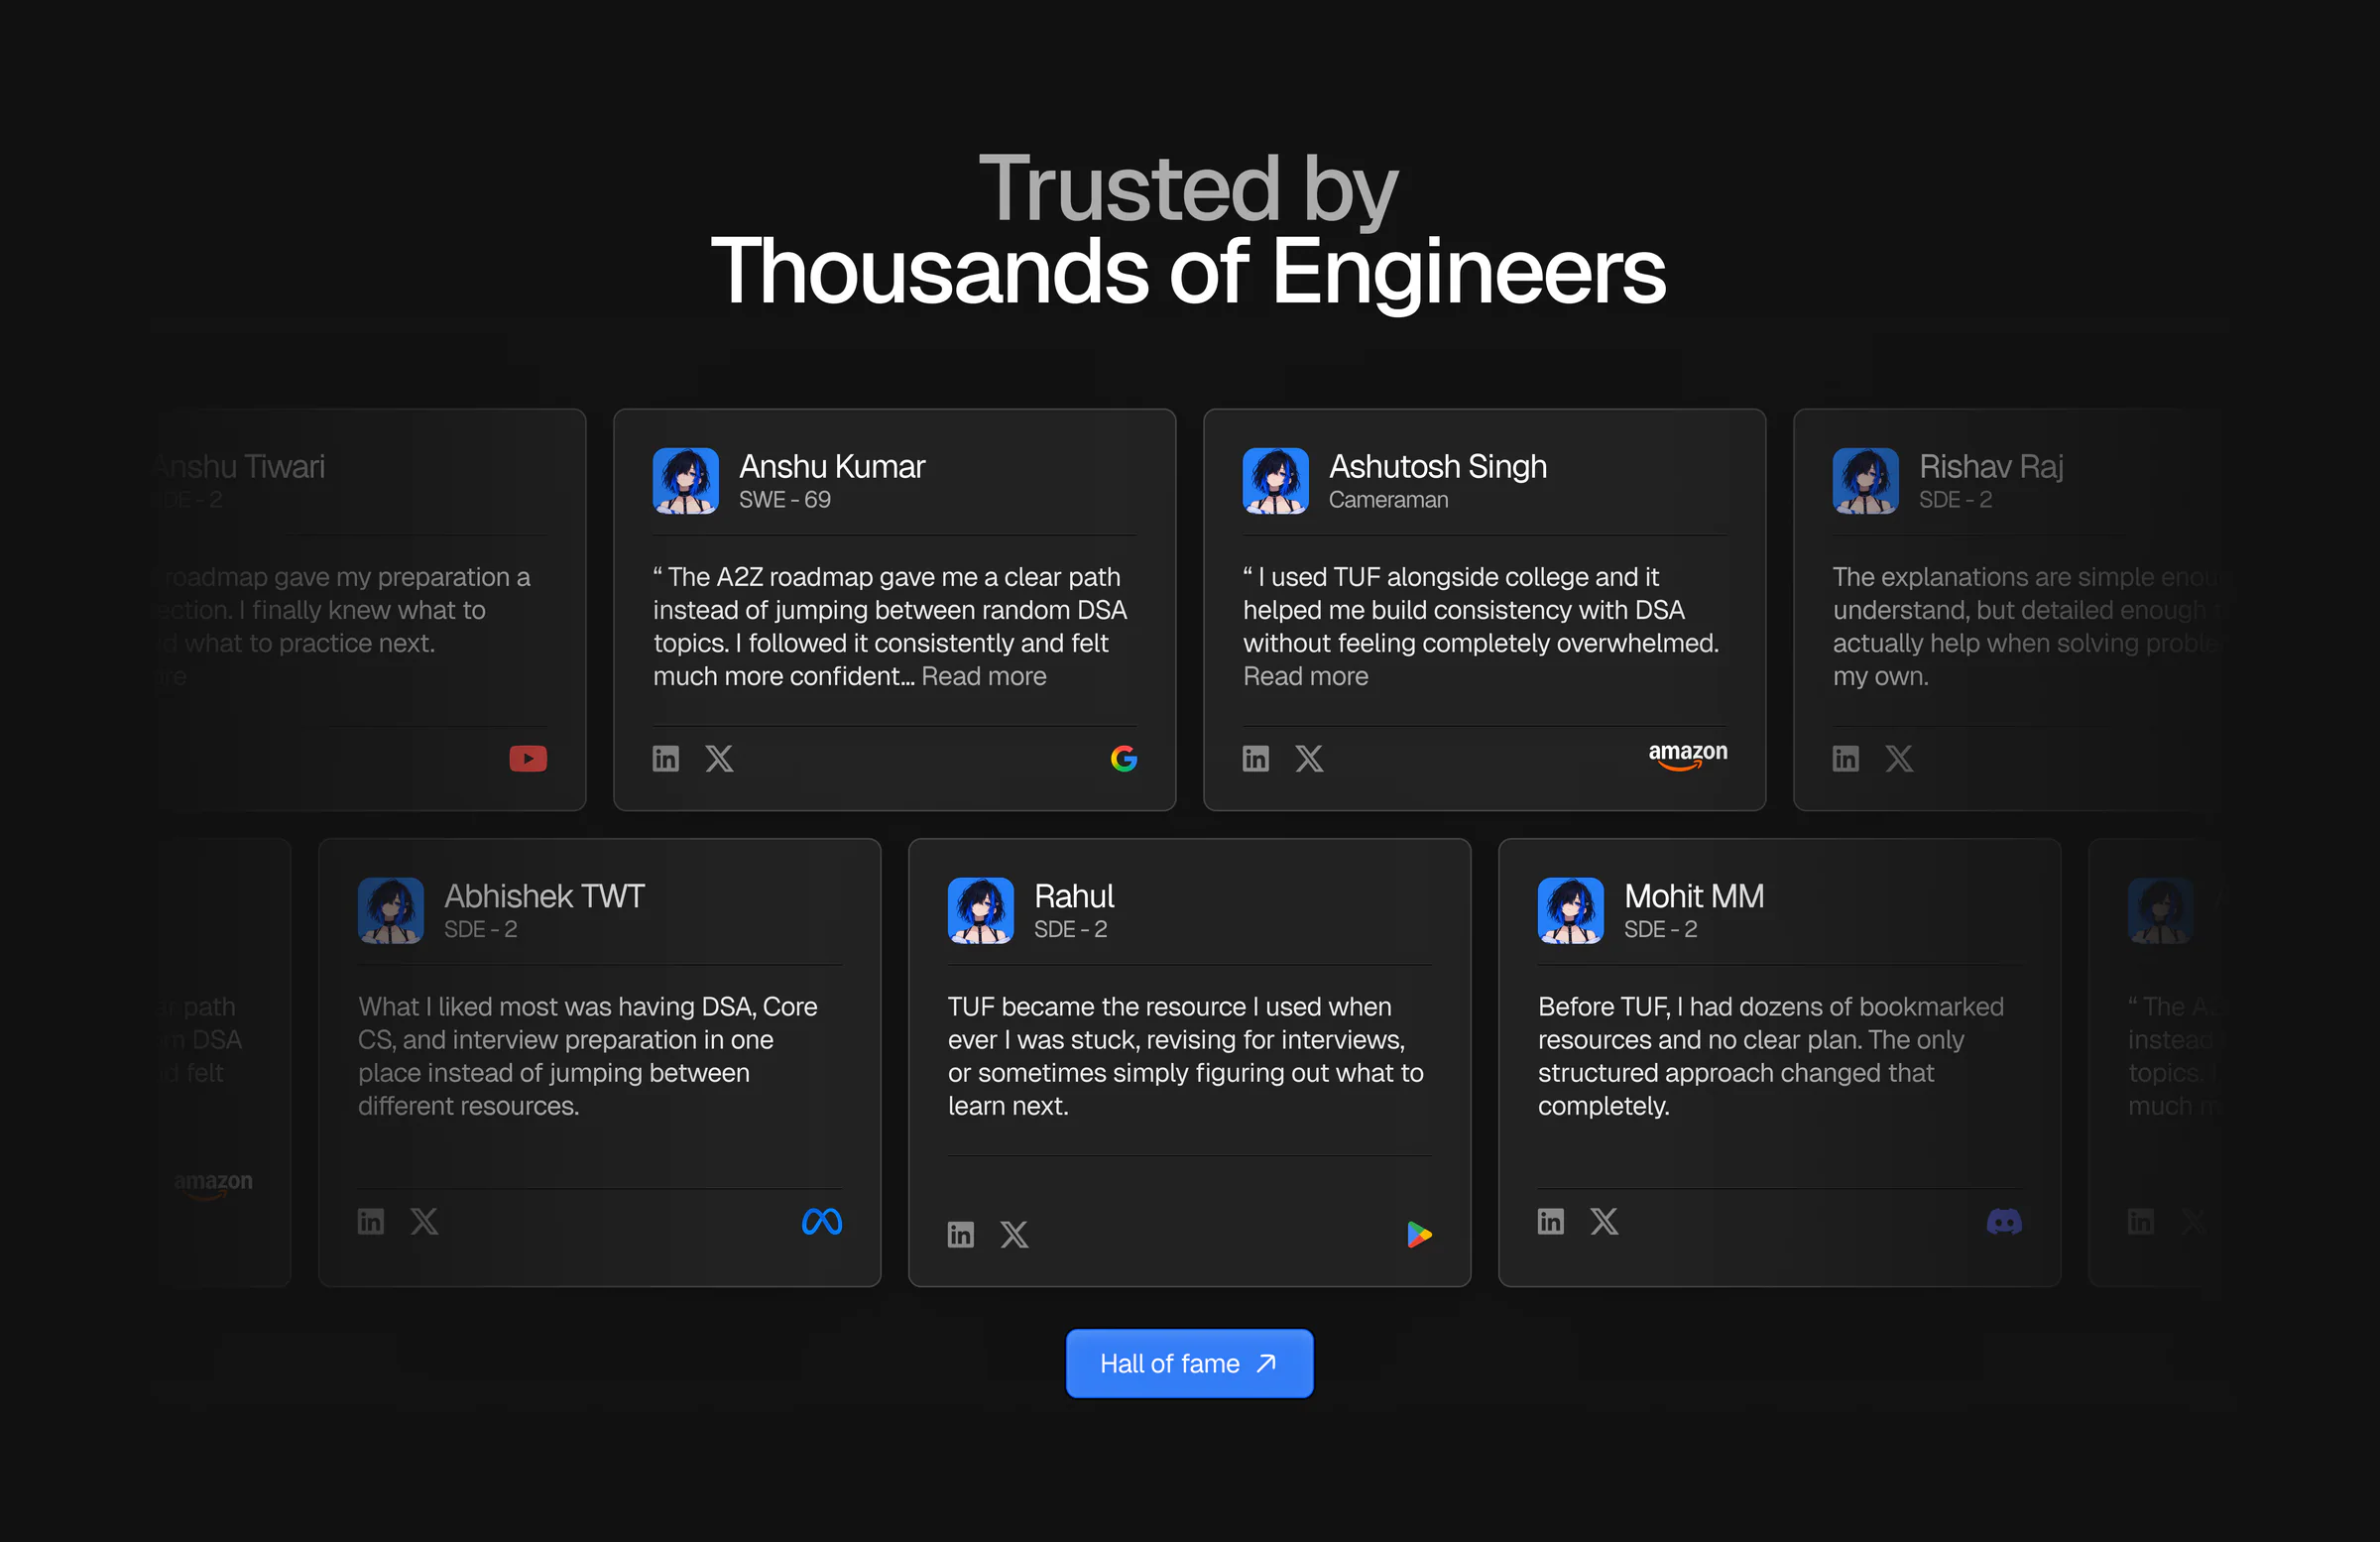 Trusted by
Thousands of Engineers
Anshu Tiwari
SDE - 2
roadmap gave my preparation a
I finally knew what to
what to practice next.
Anshu Kumar
SWE - 69
“ The A2Z roadmap gave me a clear path
instead of jumping between random DSA
topics. I followed it consistently and felt
much more confident... Read more
Ashutosh Singh
Cameraman
“ I used TUF alongside college and it
helped me build consistency with DSA
without feeling completely overwhelmed.
Read more
amazon
Rishav Raj
SDE - 2
The explanations are simple
understand, but detailed enough
actually help when solving
my own.
path
DSA
felt
amazon
Abhishek TWT
SDE - 2
What I liked most was having DSA, Core
CS, and interview preparation in one
place instead of jumping between
different resources.
Rahul
SDE - 2
TUF became the resource I used when
ever I was stuck, revising for interviews,
or sometimes simply figuring out what to
learn next.
Mohit MM
SDE - 2
Before TUF, I had dozens of bookmarked
resources and no clear plan. The only
structured approach changed that
completely.
“ The
instead
topics.
much
Hall of fame